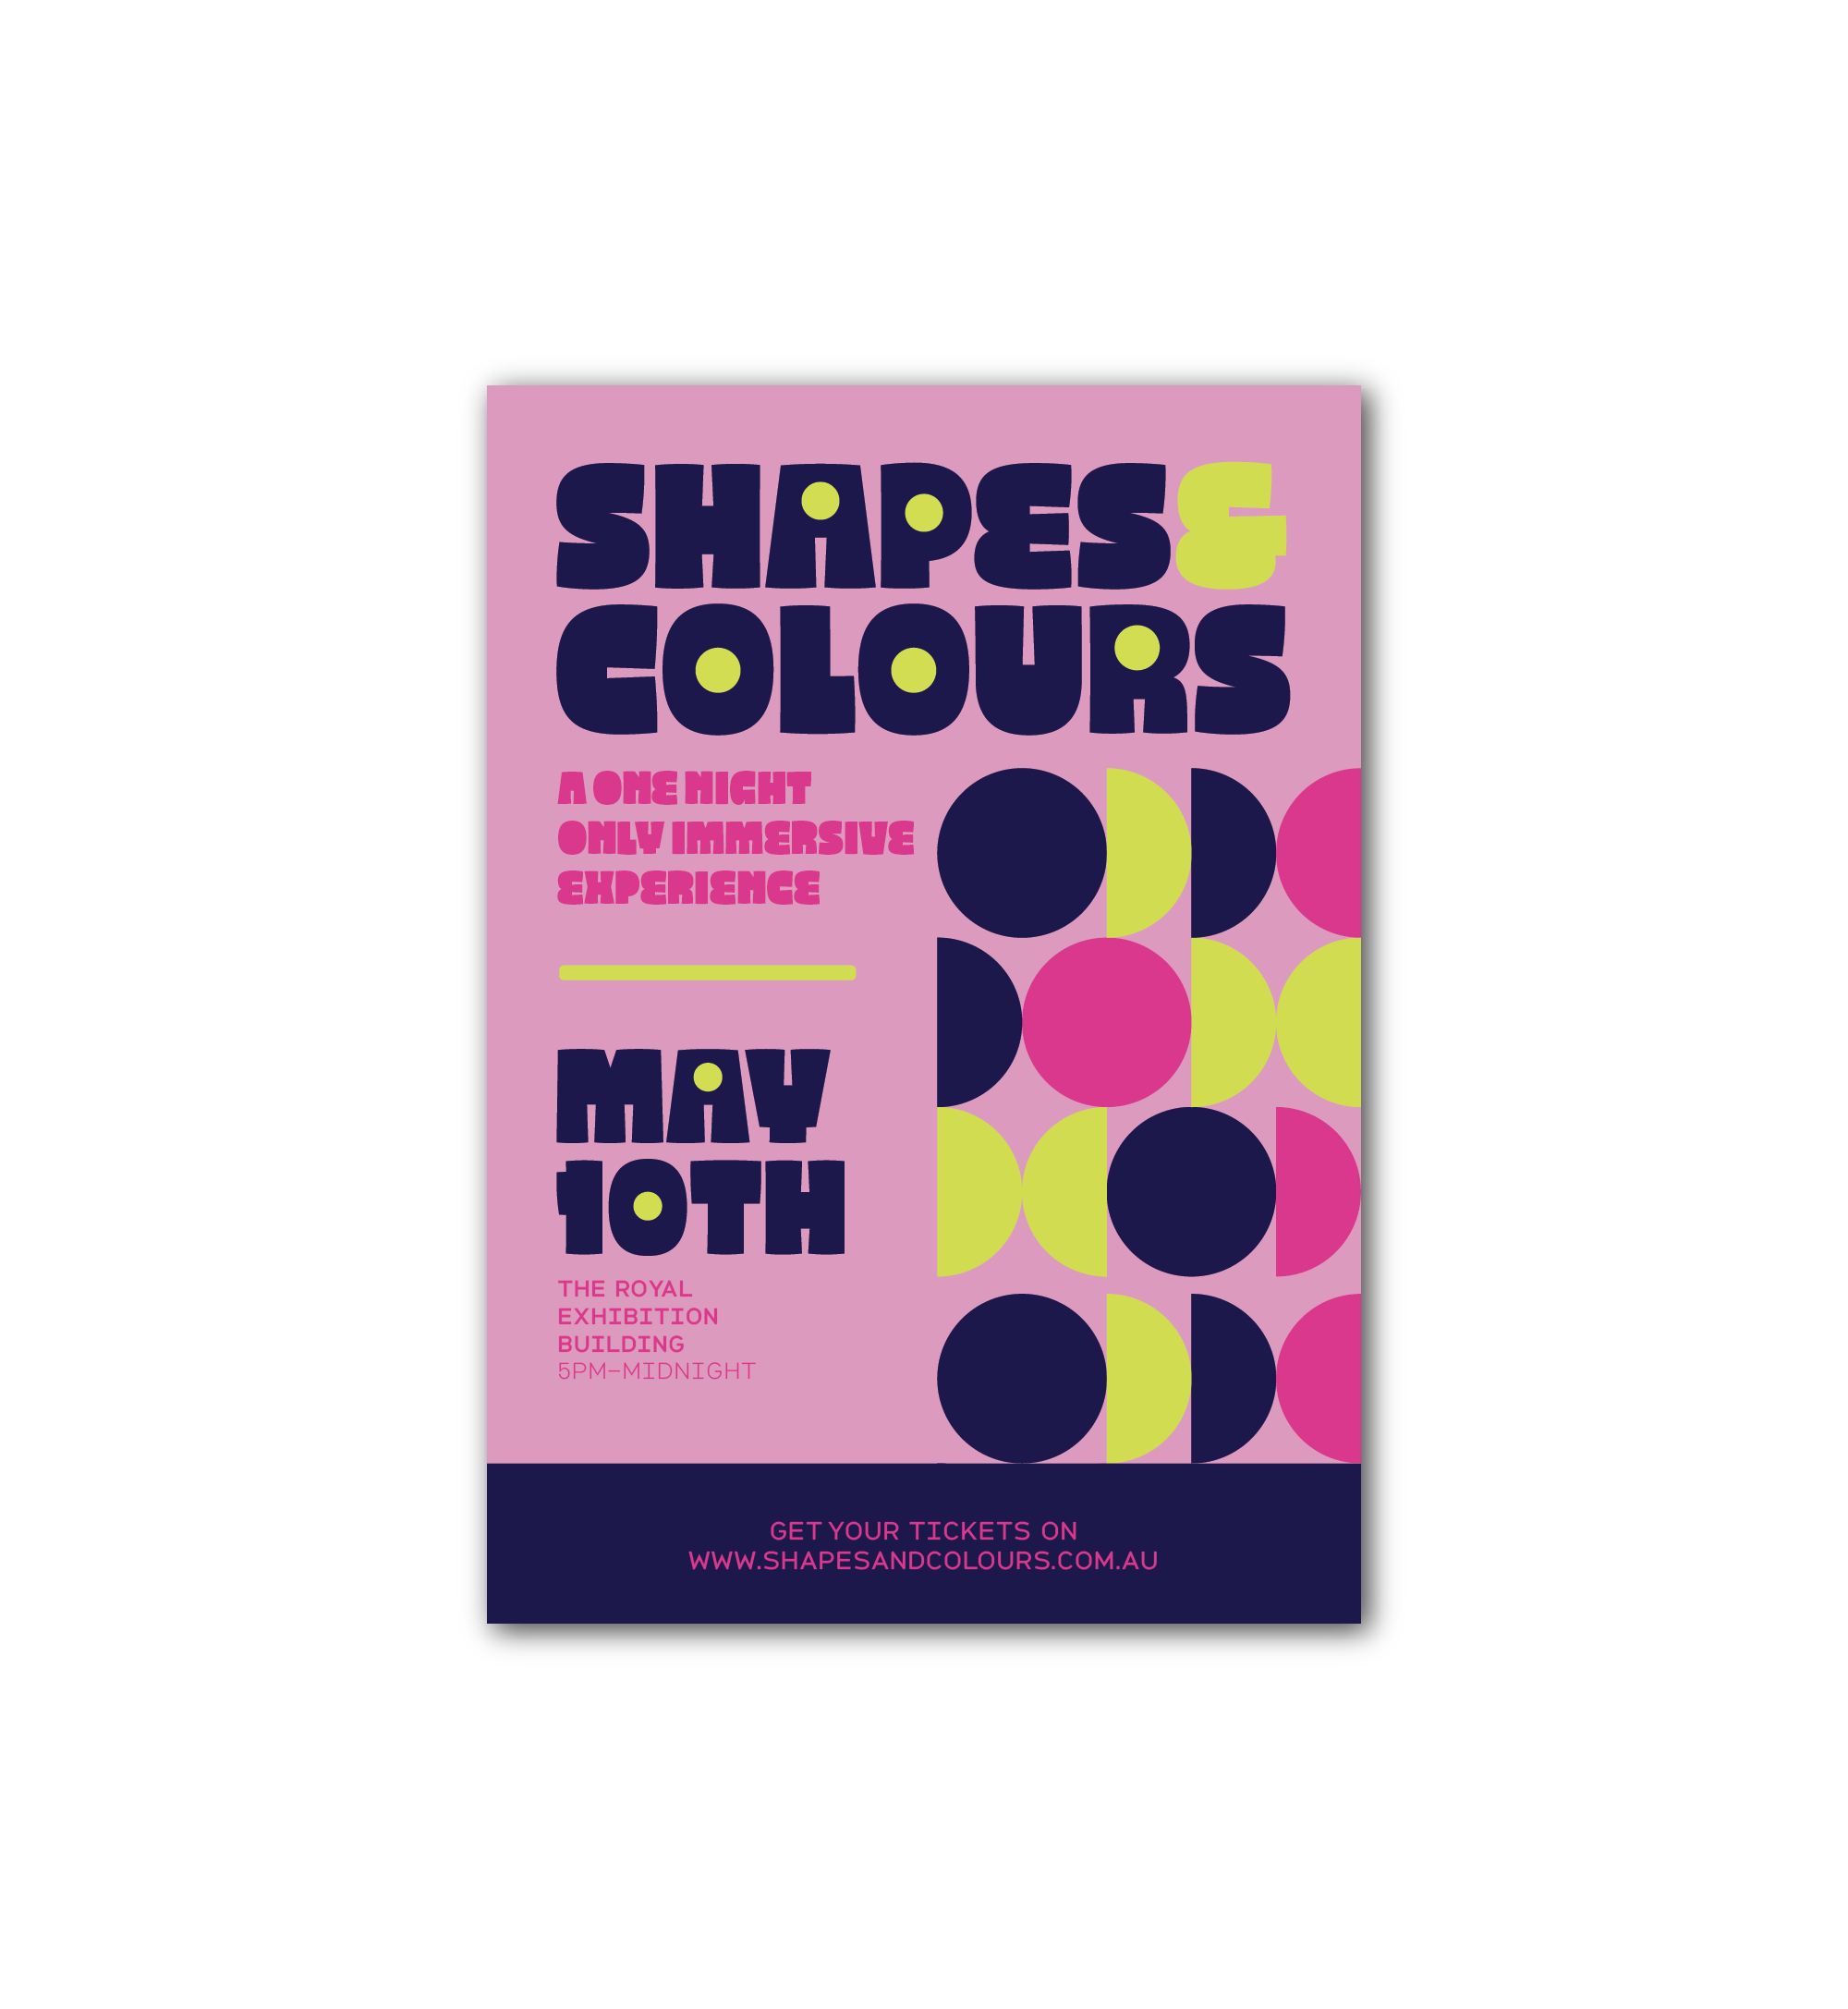 SHAPES&
COLOURS
A ONE NIGHT
ONLY IMMERSIVE
EXPERIENCE
MAY
10TH
THE ROYAL
EXHIBITION
BUILDING
5PM–MIDNIGHT
GET YOUR TICKETS ON
WWW.SHAPESANDCOLOURS.COM.AU